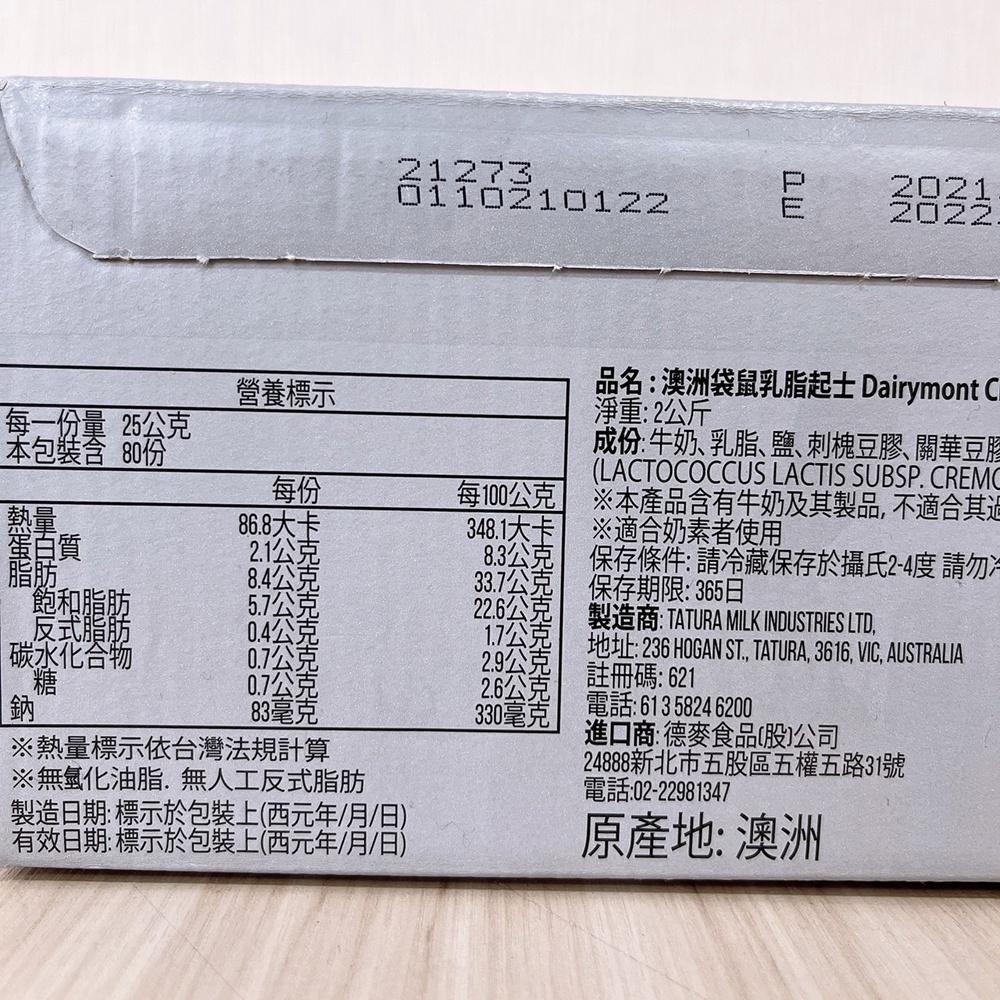 21273
0110210122
P 2021
E 2022
營養標示
每一份量 25公克
本包裝含 80份
每份 每100公克
熱量 86.8大卡 348.1大卡
蛋白質 2.1公克 8.3公克
脂肪 8.4公克 33.7公克
飽和脂肪 5.7公克 22.6公克
反式脂肪 0.4公克 1.7公克
碳水化合物 0.7公克 2.9公克
糖 0.7公克 2.6公克
鈉 83毫克 330毫克
※熱量標示依台灣法規計算
※無氫化油脂. 無人工反式脂肪
製造日期: 標示於包裝上(西元年/月/日)
有效日期: 標示於包裝上(西元年/月/日)
品名: 澳洲袋鼠乳脂起士 Dairymont
淨重: 2公斤
成份: 牛奶、乳脂、鹽、刺槐豆膠、關華豆膠
(LACTOCOCCUS LACTIS SUBSP.
※本產品含有牛奶及其製品, 不適合其過
※適合奶素者使用
保存條件: 請冷藏保存於攝氏2-4度 請勿冷
保存期限: 365日
製造商: TATURA MILK INDUSTRIES LTD,
地址: 236 HOGAN ST., TATURA, 3616, VIC, AUSTRALIA
註冊碼: 621
電話: 61 3 5824 6200
進口商: 德麥食品(股)公司
24888新北市五股區五權五路31號
電話:02-22981347
原產地: 澳洲